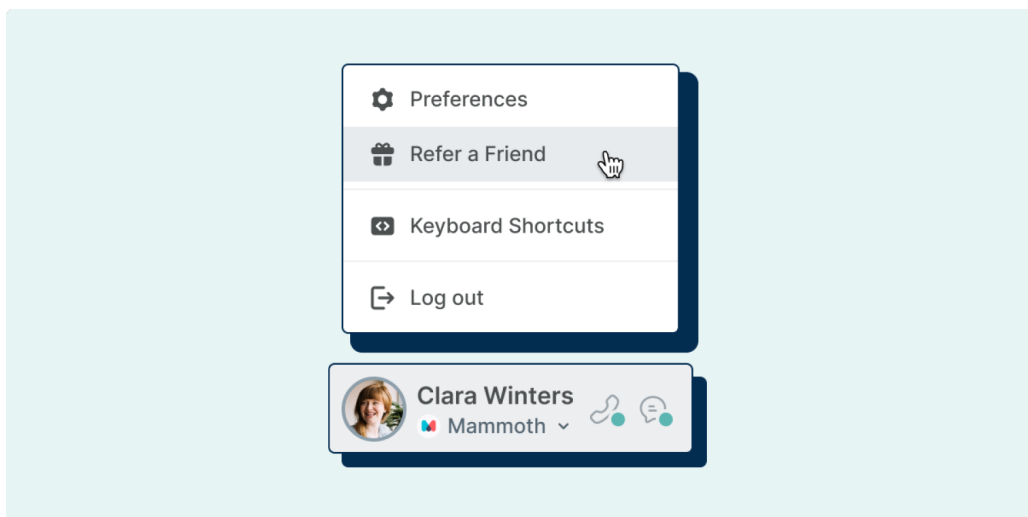 Preferences
Refer a Friend
Keyboard Shortcuts
Log out
Clara Winters
Mammoth